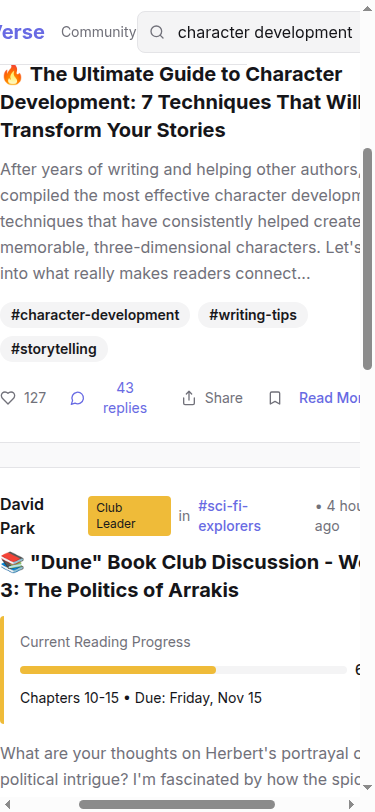 Verse Community character development
🔥 The Ultimate Guide to Character
Development: 7 Techniques That Will
Transform Your Stories
After years of writing and helping other authors,
compiled the most effective character developm
techniques that have consistently helped create
memorable, three-dimensional characters. Let's
into what really makes readers connect...
#character-development #writing-tips
#storytelling
127 43 replies Share Read Mor
David Park Club Leader in #sci-fi-explorers • 4 hou ago
📚 "Dune" Book Club Discussion - We
3: The Politics of Arrakis
Current Reading Progress
6
Chapters 10-15 • Due: Friday, Nov 15
What are your thoughts on Herbert's portrayal o
political intrigue? I'm fascinated by how the spic